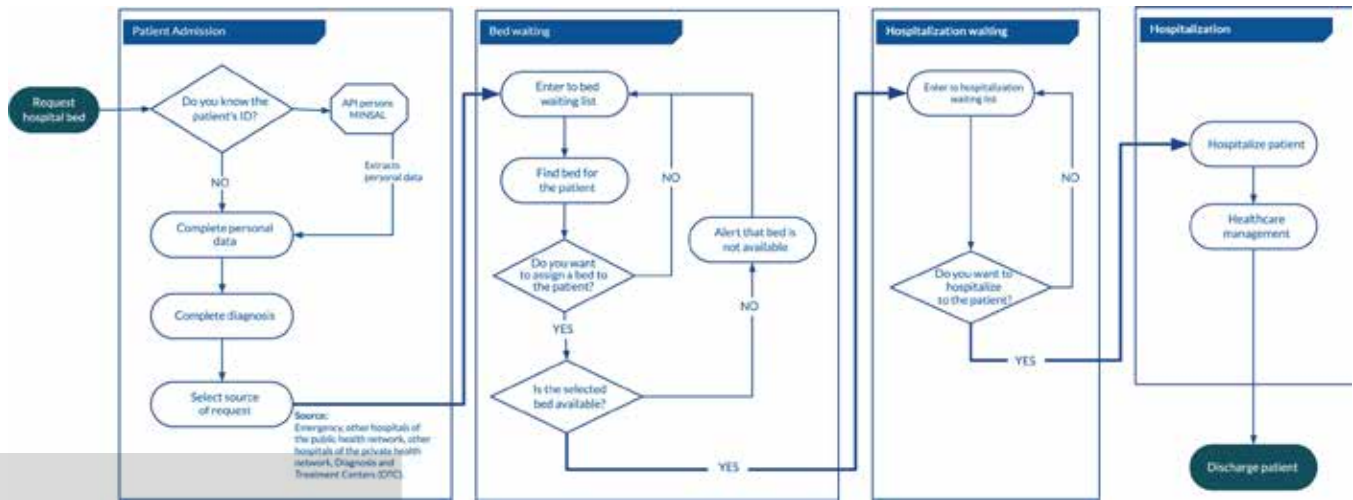 Patient Admission
Request
hospital bed
Do you know the
patient's ID?
API persons
MINSAL
Extracts
personal data
NO
Complete personal
data
Complete diagnosis
Select source
of request
Source:
Emergency, other hospitals of
the public health network, other
hospitals of the private health
network, Diagnosis and
Treatment Centers (DTC).
Bed waiting
Enter to bed
waiting list
Find bed for
the patient
NO
Alert that bed is
not available
Do you want
to assign a bed to
the patient?
NO
YES
Is the selected
bed available?
YES
Hospitalization waiting
Enter to hospitalization
waiting list
NO
Do you want to
hospitalize
to the patient?
YES
Hospitalization
Hospitalize patient
Healthcare
management
Discharge patient